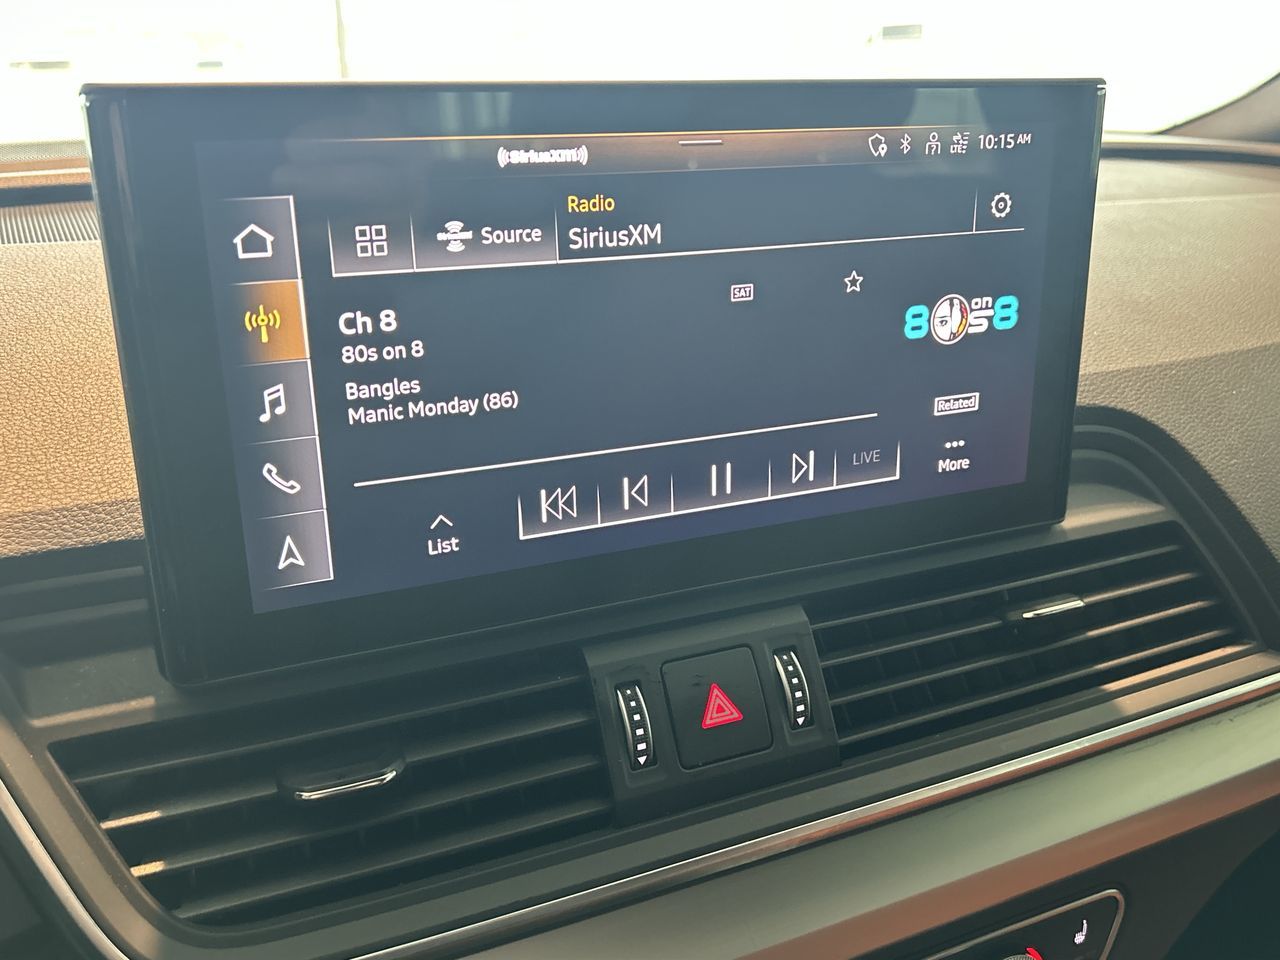 SiriusXM
LTE
10:15 AM
SiriusXM
Source
Radio
SiriusXM
SAT
Ch 8
80s on 8
80s on 8
Bangles
Manic Monday (86)
Related
LIVE
More
List